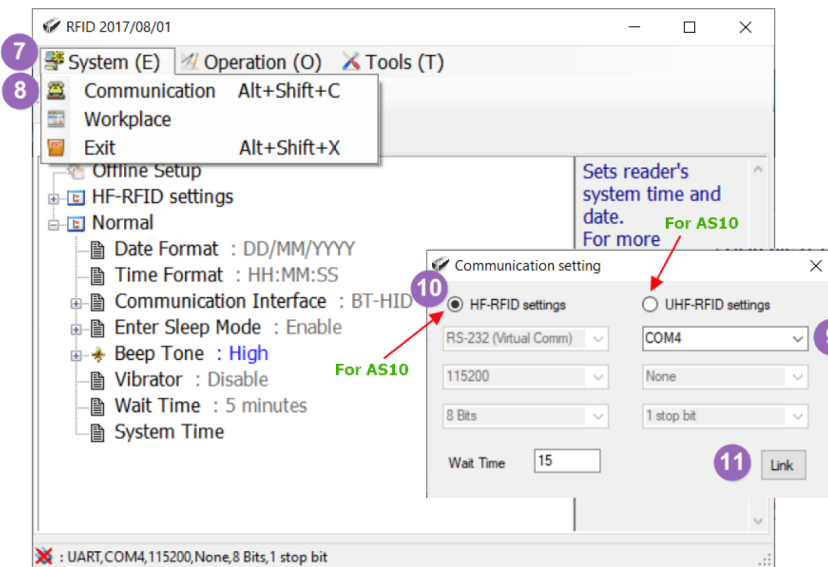 RFID 2017/08/01
7
System (E) Operation (O) Tools (T)
8
Communication Alt+Shift+C
Workplace
Exit Alt+Shift+X
Offline Setup
HF-RFID settings
Normal
Date Format : DD/MM/YYYY
Time Format : HH:MM:SS
Communication Interface : BT-HID
Enter Sleep Mode : Enable
Beep Tone : High
Vibrator : Disable
Wait Time : 5 minutes
System Time
Sets reader's
system time and
date.
For more
For AS10
Communication setting
10
HF-RFID settings UHF-RFID settings
RS-232 (Virtual Comm) COM4
For AS10
115200 None
8 Bits 1 stop bit
Wait Time 15
11
Link
: UART,COM4,115200,None,8 Bits,1 stop bit